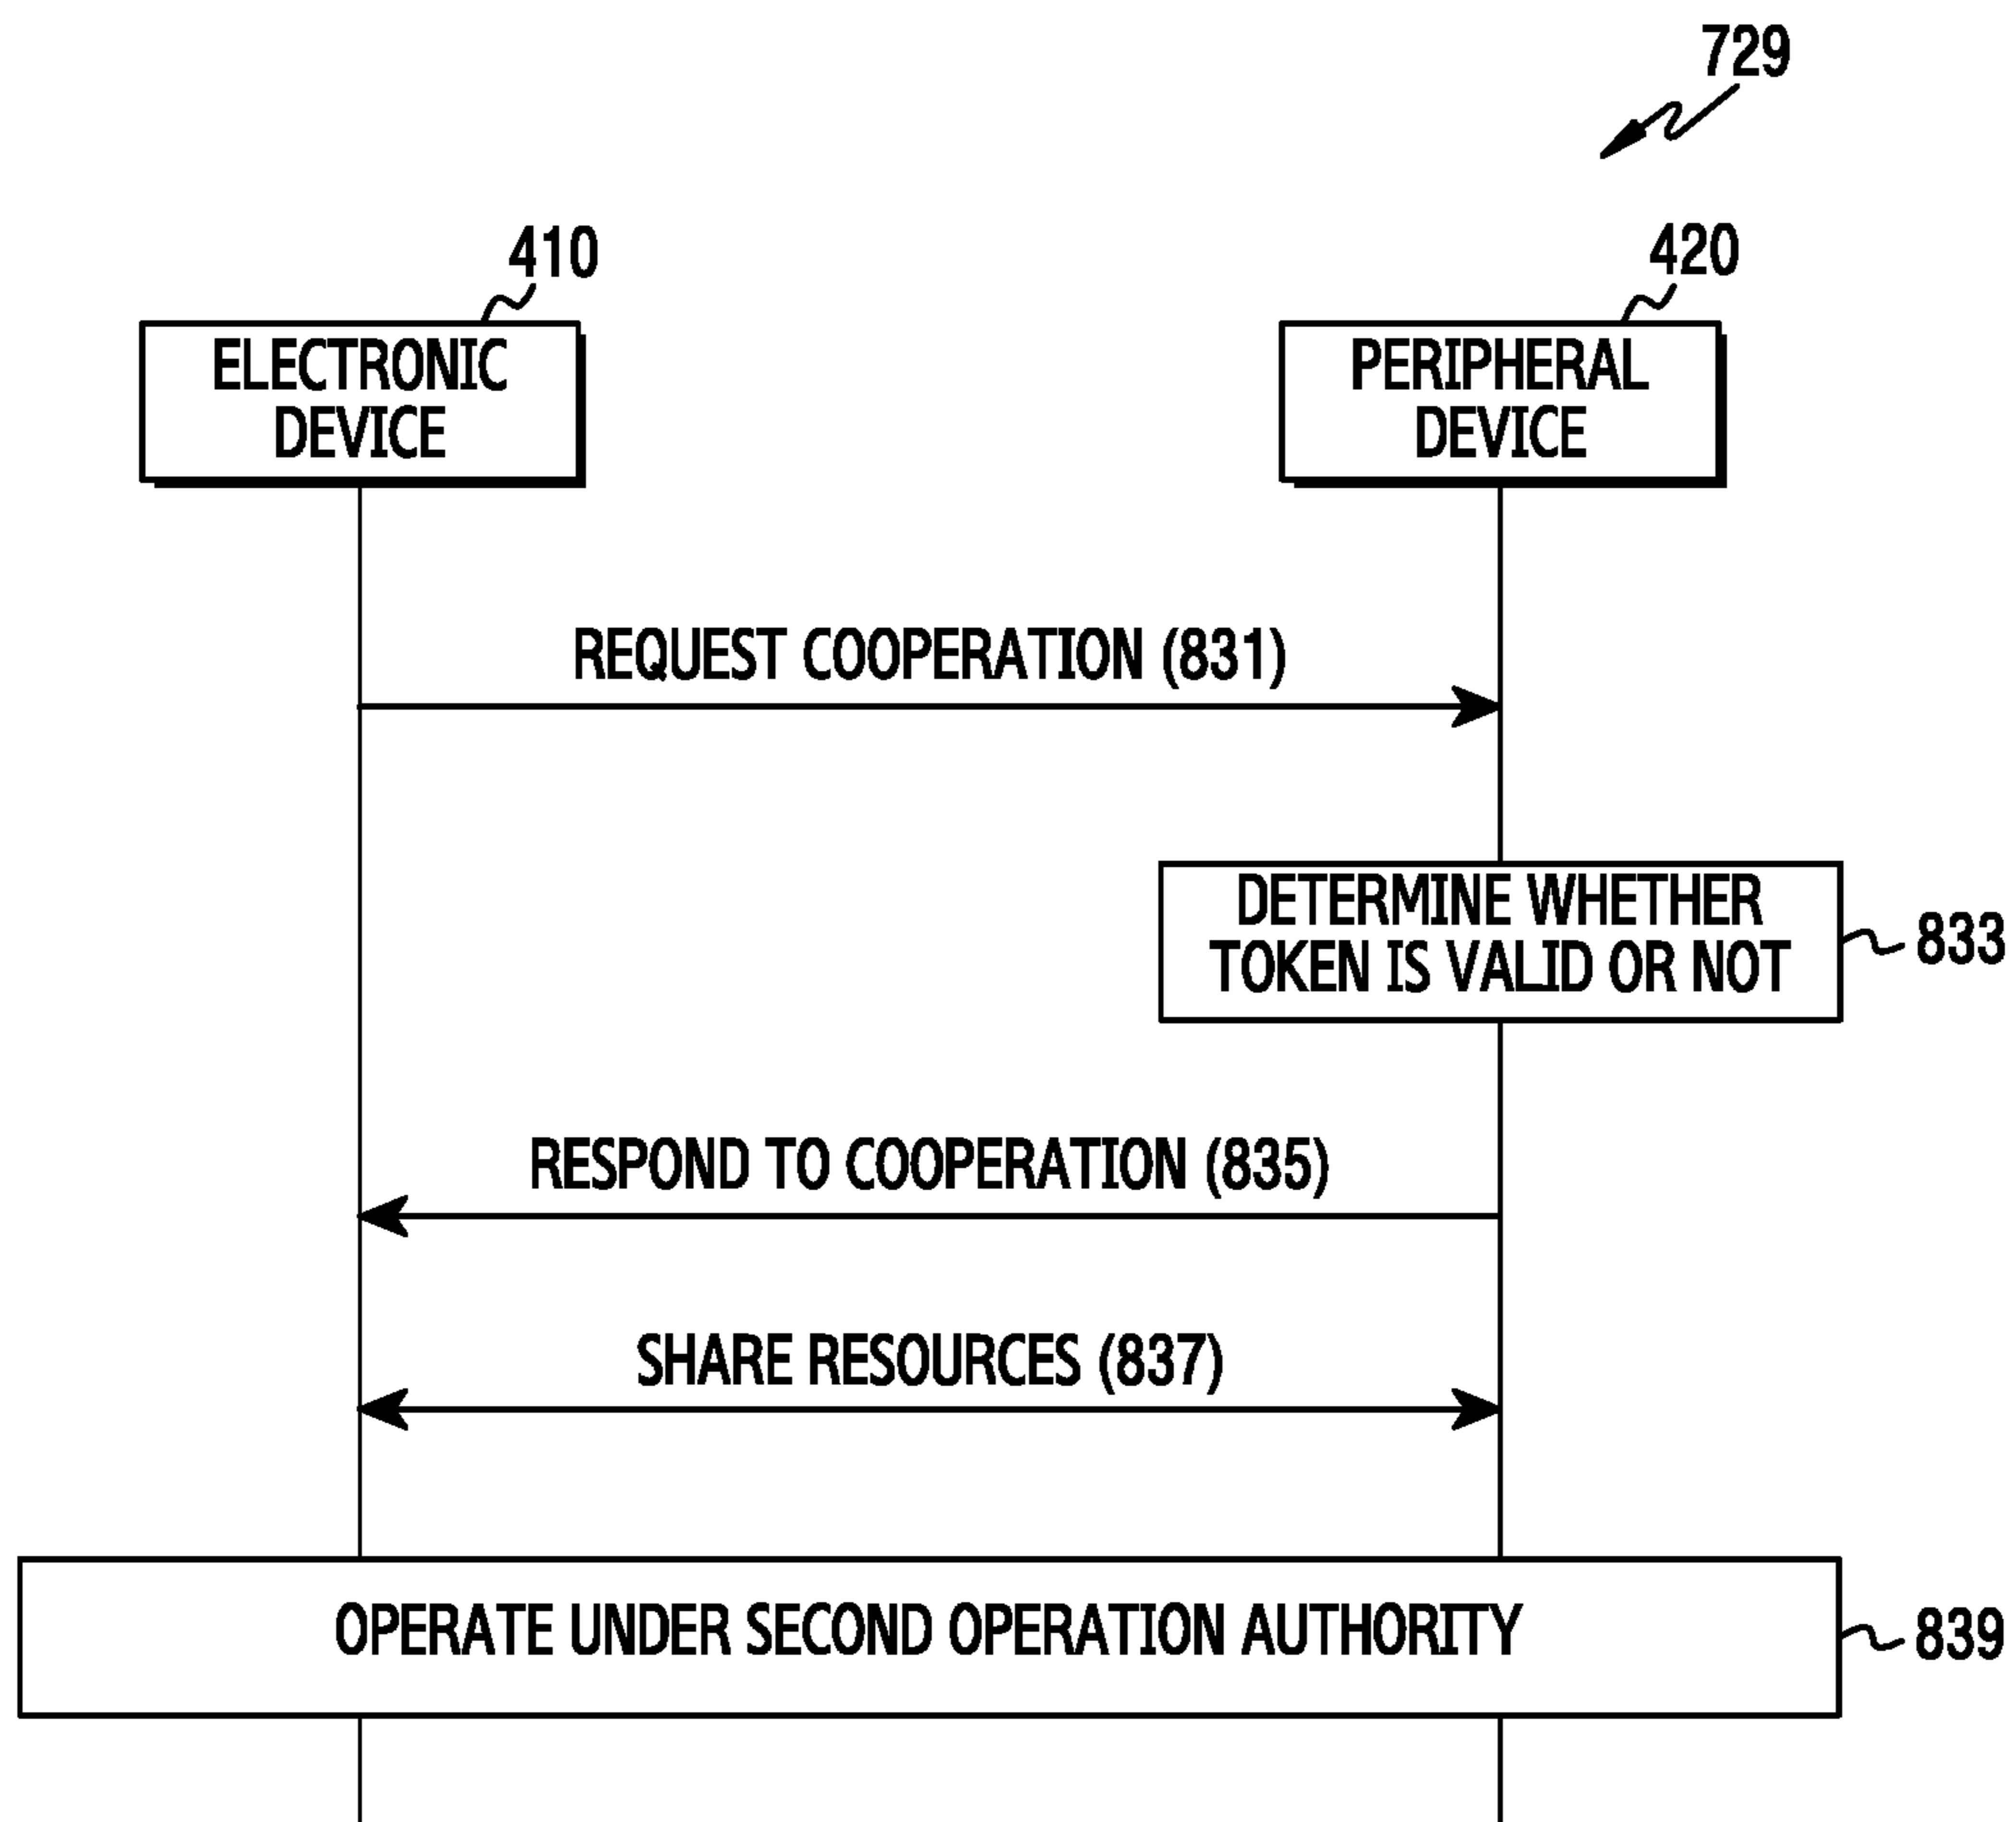 729
410
420
ELECTRONIC
DEVICE
PERIPHERAL
DEVICE
REQUEST COOPERATION (831)
DETERMINE WHETHER
TOKEN IS VALID OR NOT
833
RESPOND TO COOPERATION (835)
SHARE RESOURCES (837)
OPERATE UNDER SECOND OPERATION AUTHORITY
839